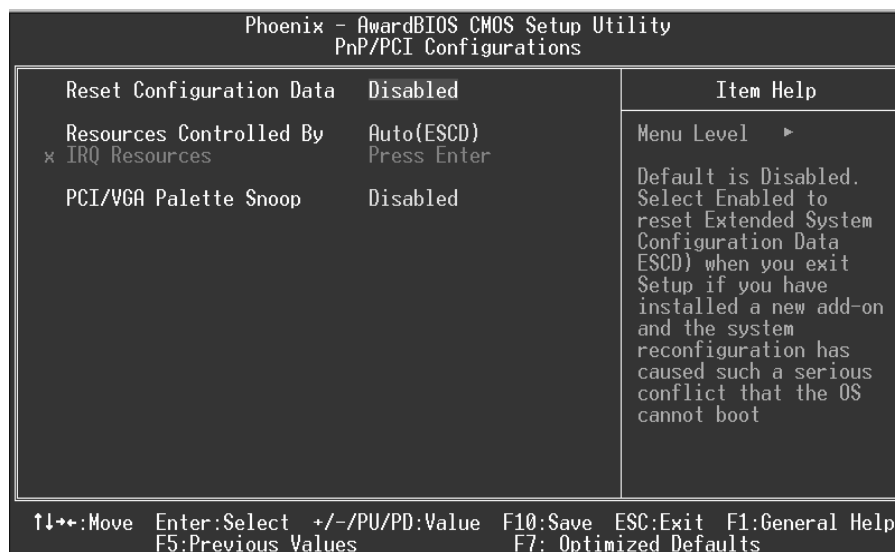 Phoenix – AwardBIOS CMOS Setup Utility
PnP/PCI Configurations
Reset Configuration Data Disabled
Resources Controlled By Auto(ESCD)
x IRQ Resources Press Enter
PCI/VGA Palette Snoop Disabled
Item Help
Menu Level ►
Default is Disabled.
Select Enabled to
reset Extended System
Configuration Data
ESCD) when you exit
Setup if you have
installed a new add-on
and the system
reconfiguration has
caused such a serious
conflict that the OS
cannot boot
↑↓→←:Move Enter:Select +/-/PU/PD:Value F10:Save ESC:Exit F1:General Help
F5:Previous Values F7: Optimized Defaults